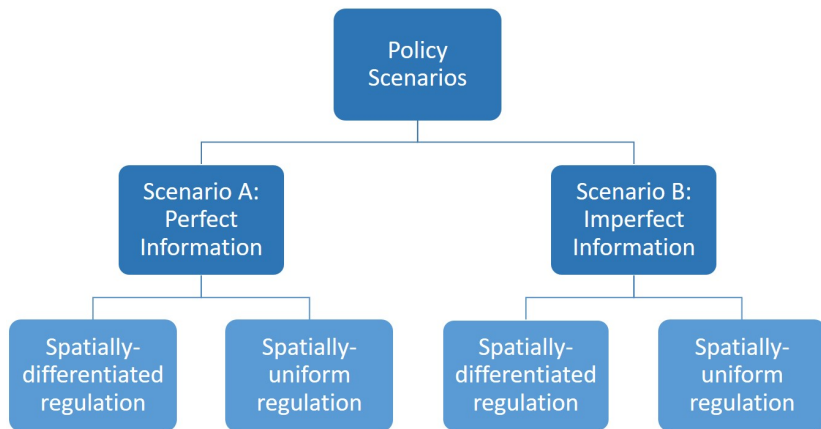 Policy
Scenarios
Scenario A:
Perfect
Information
Scenario B:
Imperfect
Information
Spatially-
differentiated
regulation
Spatially-
uniform
regulation
Spatially-
differentiated
regulation
Spatially-
uniform
regulation